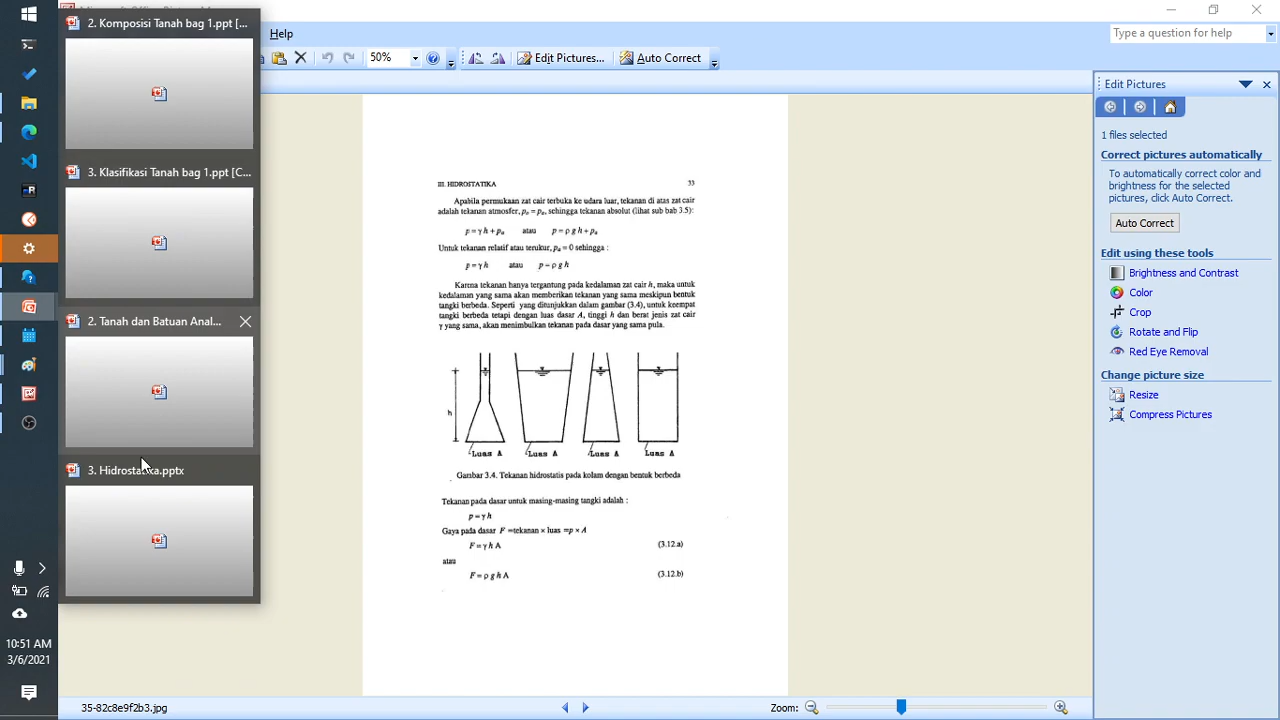 2. Komposisi Tanah bag 1.ppt [...
3. Klasifikasi Tanah bag 1.ppt [C...
2. Tanah dan Batuan Anal...
3. Hidrostatika.pptx
10:51 AM
3/6/2021
Help
Type a question for help
50%
Edit Pictures...
Auto Correct
III. HIDROSTATIKA 33
Apabila permukaan zat cair terbuka ke udara luar, tekanan di atas zat cair
adalah tekanan atmosfer, pₒ = pₐ, sehingga tekanan absolut (lihat sub bab 3.5):
p = γ h + pₐ atau p = ρ g h + pₐ
Untuk tekanan relatif atau terukur, pₐ = 0 sehingga :
p = γ h atau p = ρ g h
Karena tekanan hanya tergantung pada kedalaman zat cair h, maka untuk
kedalaman yang sama akan memberikan tekanan yang sama meskipun bentuk
tangki berbeda. Seperti yang ditunjukkan dalam gambar (3.4), untuk keempat
tangki berbeda tetapi dengan luas dasar A, tinggi h dan berat jenis zat cair
γ yang sama, akan menimbulkan tekanan pada dasar yang sama pula.
h
Luas A Luas A Luas A Luas A
Gambar 3.4. Tekanan hidrostatis pada kolam dengan bentuk berbeda
Tekanan pada dasar untuk masing-masing tangki adalah :
p = γ h
Gaya pada dasar F = tekanan × luas = p × A
F = γ h A (3.12.a)
atau
F = ρ g h A (3.12.b)
35-82c8e9f2b3.jpg
Zoom:
Edit Pictures
1 files selected
Correct pictures automatically
To automatically correct color and
brightness for the selected
pictures, click Auto Correct.
Auto Correct
Edit using these tools
Brightness and Contrast
Color
Crop
Rotate and Flip
Red Eye Removal
Change picture size
Resize
Compress Pictures